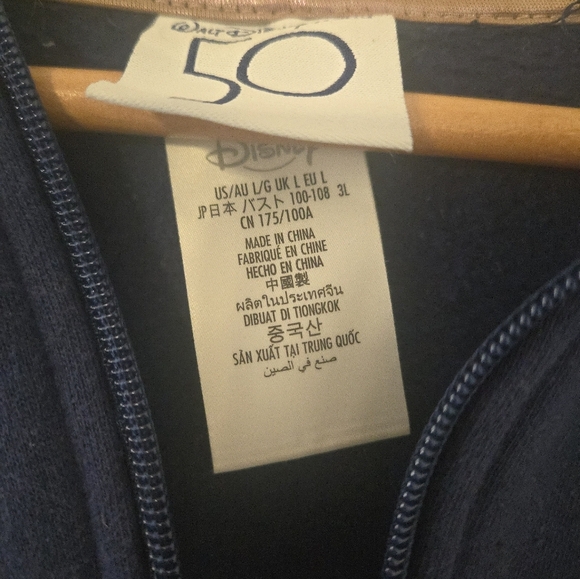 WALT DISNEY
50
Disney
US/AU L/G UK L EU L
JP日本 バスト 100-108 3L
CN 175/100A
MADE IN CHINA
FABRIQUÉ EN CHINE
HECHO EN CHINA
中國製
ผลิตในประเทศจีน
DIBUAT DI TIONGKOK
중국산
SẢN XUẤT TẠI TRUNG QUỐC
صنع في الصين